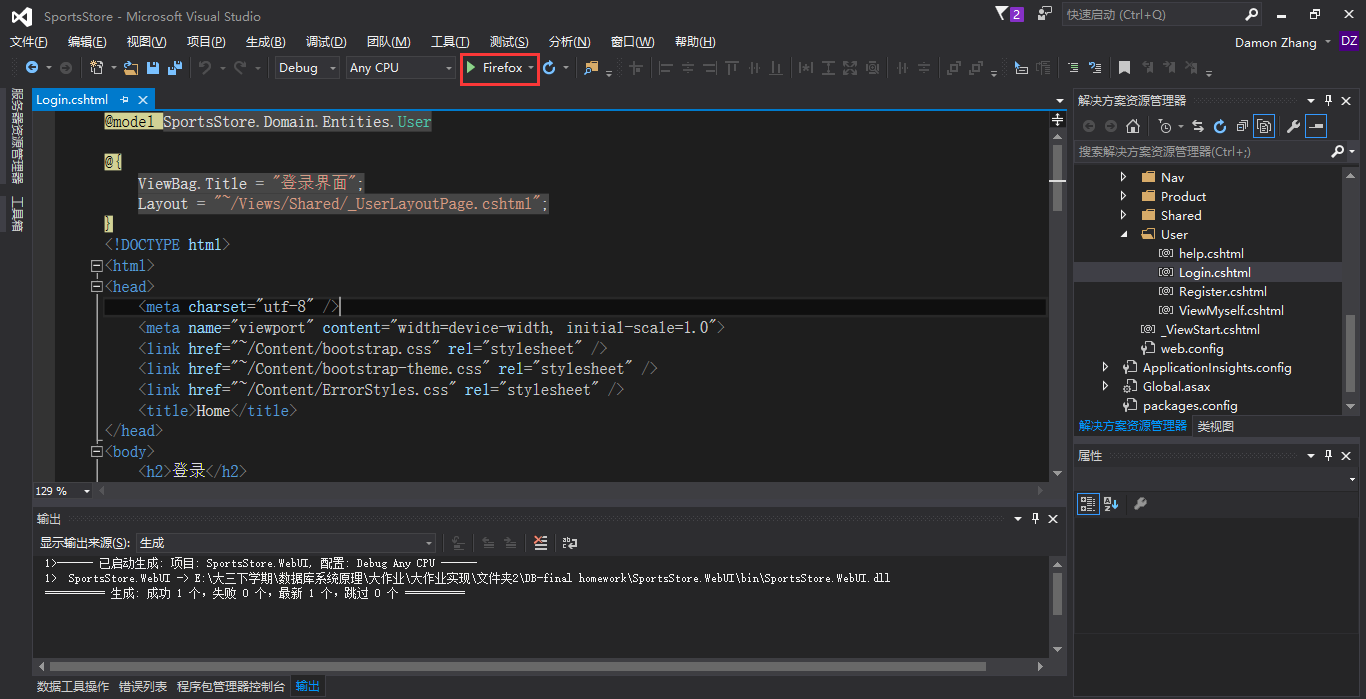 SportsStore - Microsoft Visual Studio
2
快速启动 (Ctrl+Q)
文件(F) 编辑(E) 视图(V) 项目(P) 生成(B) 调试(D) 团队(M) 工具(T) 测试(S) 分析(N) 窗口(W) 帮助(H)
Damon Zhang DZ
Debug Any CPU Firefox
服务器资源管理器
工具箱
Login.cshtml
@model SportsStore.Domain.Entities.User
@{
ViewBag.Title = "登录界面";
Layout = "~/Views/Shared/_UserLayoutPage.cshtml";
}
<!DOCTYPE html>
<html>
<head>
<meta charset="utf-8" />
<meta name="viewport" content="width=device-width, initial-scale=1.0">
<link href="~/Content/bootstrap.css" rel="stylesheet" />
<link href="~/Content/bootstrap-theme.css" rel="stylesheet" />
<link href="~/Content/ErrorStyles.css" rel="stylesheet" />
<title>Home</title>
</head>
<body>
<h2>登录</h2>
129 %
输出
显示输出来源(S): 生成
1>------ 已启动生成: 项目: SportsStore.WebUI, 配置: Debug Any CPU ------
1> SportsStore.WebUI -> E:\大三下学期\数据库系统原理\大作业\大作业实现\文件夹2\DB-final homework\SportsStore.WebUI\bin\SportsStore.WebUI.dll
========== 生成: 成功 1 个，失败 0 个，最新 1 个，跳过 0 个 ==========
数据工具操作 错误列表 程序包管理器控制台 输出
解决方案资源管理器
搜索解决方案资源管理器(Ctrl+;)
Nav
Product
Shared
User
help.cshtml
Login.cshtml
Register.cshtml
ViewMyself.cshtml
_ViewStart.cshtml
web.config
ApplicationInsights.config
Global.asax
packages.config
解决方案资源管理器 类视图
属性